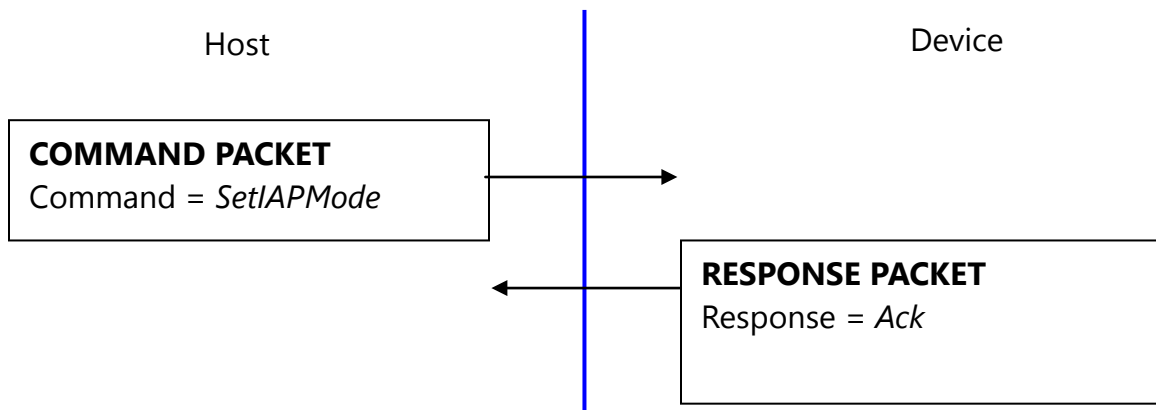 Host
Device
COMMAND PACKET
Command = SetIAPMode
RESPONSE PACKET
Response = Ack